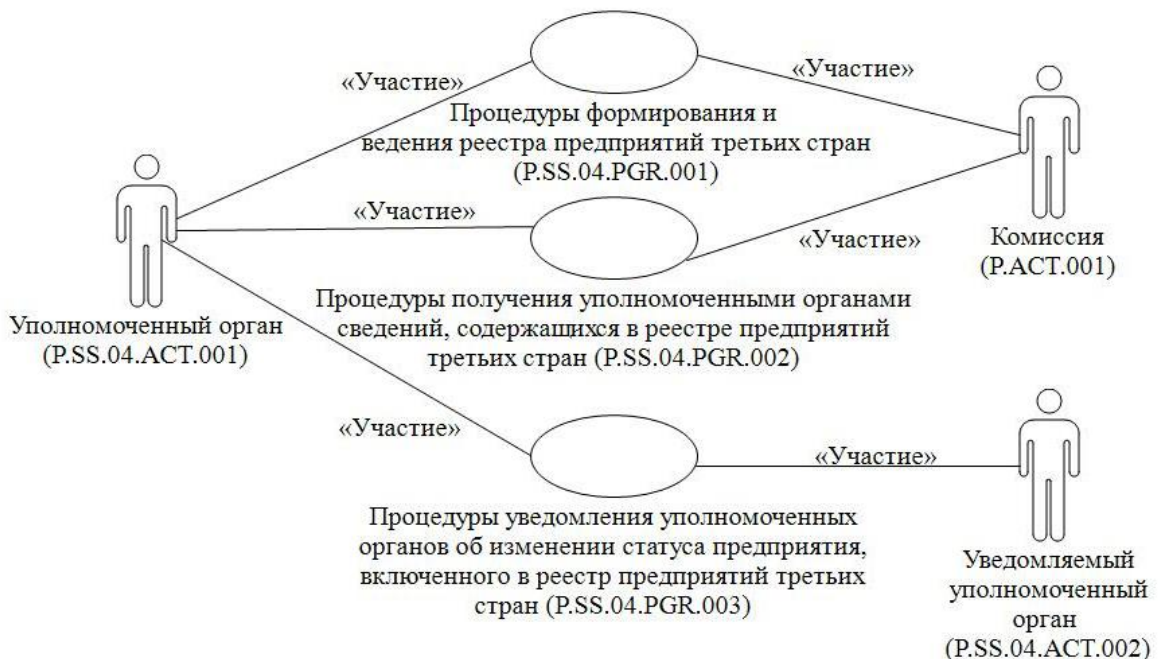 «Участие»
«Участие»
Процедуры формирования и
ведения реестра предприятий третьих стран
(P.SS.04.PGR.001)
«Участие»
«Участие»
Комиссия
(P.ACT.001)
Уполномоченный орган
(P.SS.04.ACT.001)
Процедуры получения уполномоченными органами
сведений, содержащихся в реестре предприятий
третьих стран (P.SS.04.PGR.002)
«Участие»
«Участие»
Процедуры уведомления уполномоченных
органов об изменении статуса предприятия,
включенного в реестр предприятий третьих
стран (P.SS.04.PGR.003)
Уведомляемый
уполномоченный
орган
(P.SS.04.ACT.002)